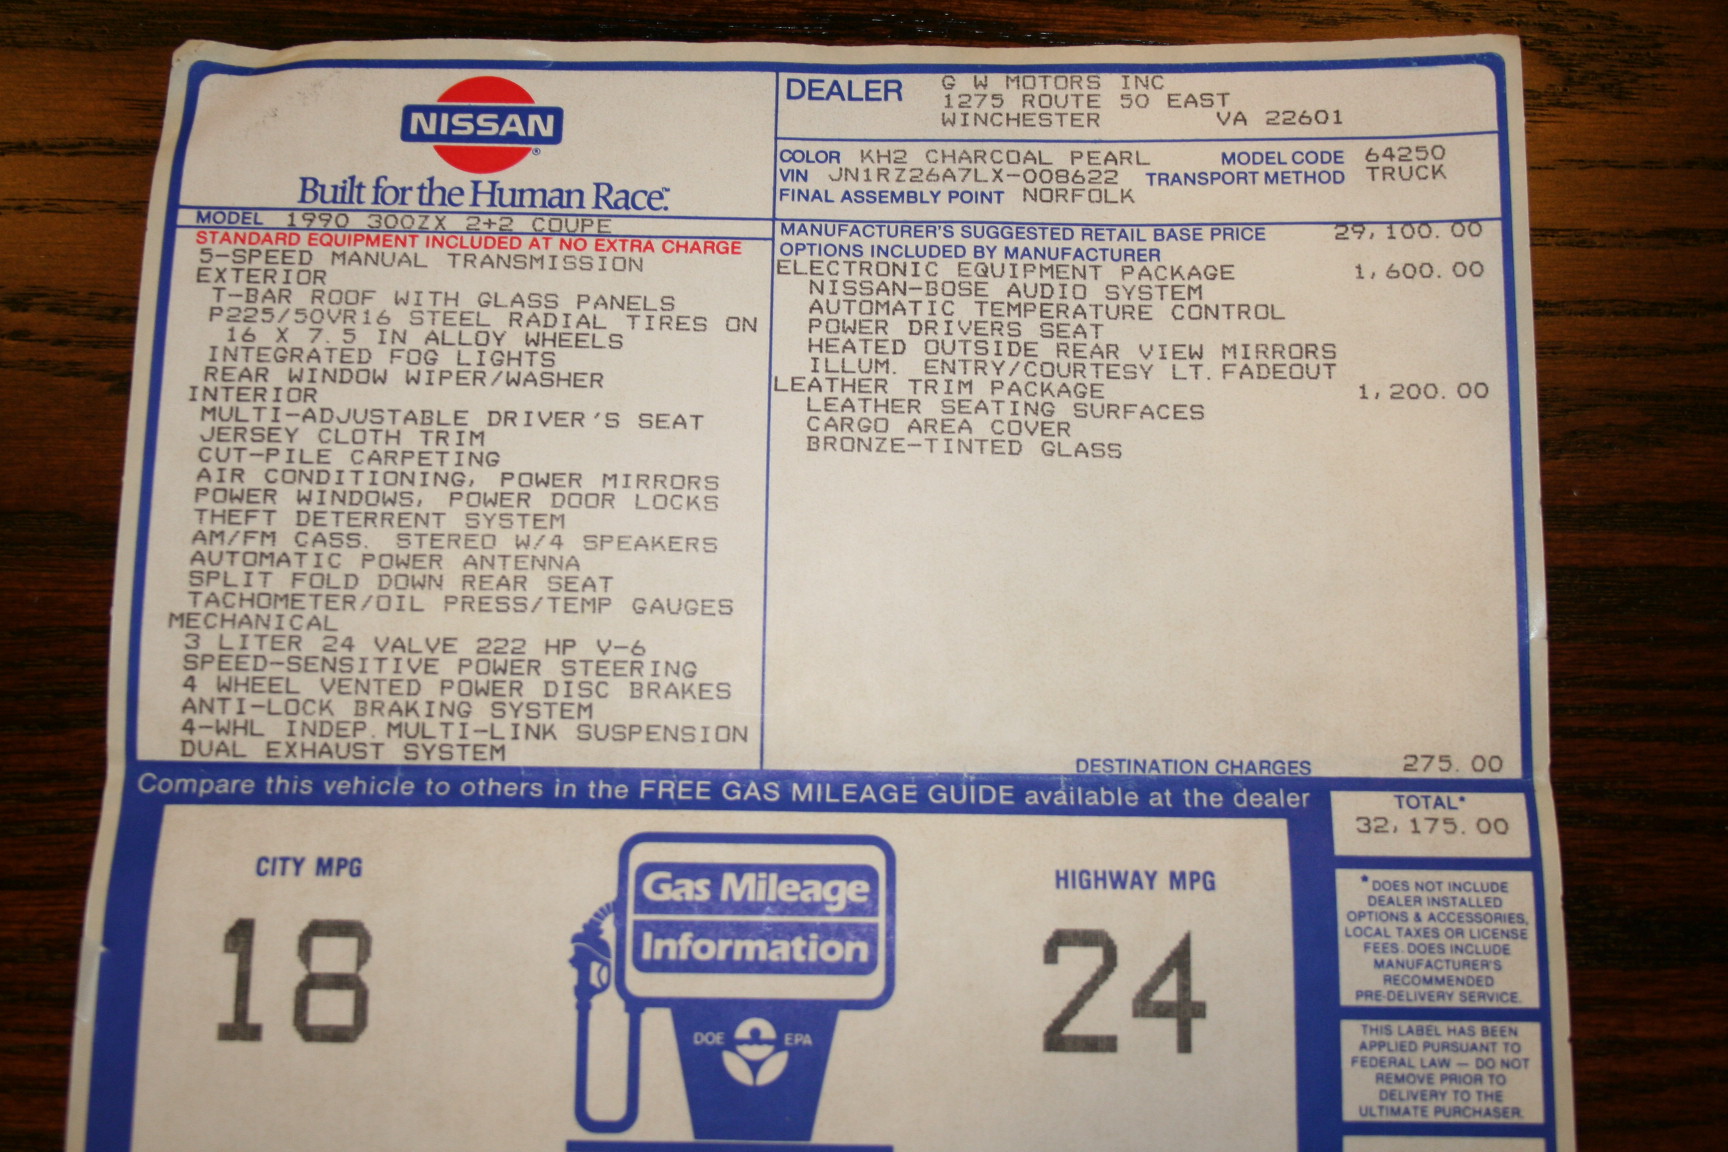 NISSAN
®
Built for the Human Race.™
MODEL 1990 300ZX 2+2 COUPE
STANDARD EQUIPMENT INCLUDED AT NO EXTRA CHARGE
5-SPEED MANUAL TRANSMISSION
EXTERIOR
T-BAR ROOF WITH GLASS PANELS
P225/50VR16 STEEL RADIAL TIRES ON
16 X 7.5 IN ALLOY WHEELS
INTEGRATED FOG LIGHTS
REAR WINDOW WIPER/WASHER
INTERIOR
MULTI-ADJUSTABLE DRIVER'S SEAT
JERSEY CLOTH TRIM
CUT-PILE CARPETING
AIR CONDITIONING, POWER MIRRORS
POWER WINDOWS, POWER DOOR LOCKS
THEFT DETERRENT SYSTEM
AM/FM CASS. STEREO W/4 SPEAKERS
AUTOMATIC POWER ANTENNA
SPLIT FOLD DOWN REAR SEAT
TACHOMETER/OIL PRESS/TEMP GAUGES
MECHANICAL
3 LITER 24 VALVE 222 HP V-6
SPEED-SENSITIVE POWER STEERING
4 WHEEL VENTED POWER DISC BRAKES
ANTI-LOCK BRAKING SYSTEM
4-WHL INDEP. MULTI-LINK SUSPENSION
DUAL EXHAUST SYSTEM
DEALER G W MOTORS INC
1275 ROUTE 50 EAST
WINCHESTER VA 22601
COLOR KH2 CHARCOAL PEARL MODEL CODE 64250
VIN JN1RZ26A7LX-008622 TRANSPORT METHOD TRUCK
FINAL ASSEMBLY POINT NORFOLK
MANUFACTURER'S SUGGESTED RETAIL BASE PRICE 29,100.00
OPTIONS INCLUDED BY MANUFACTURER
ELECTRONIC EQUIPMENT PACKAGE 1,600.00
NISSAN-BOSE AUDIO SYSTEM
AUTOMATIC TEMPERATURE CONTROL
POWER DRIVERS SEAT
HEATED OUTSIDE REAR VIEW MIRRORS
ILLUM. ENTRY/COURTESY LT. FADEOUT
LEATHER TRIM PACKAGE 1,200.00
LEATHER SEATING SURFACES
CARGO AREA COVER
BRONZE-TINTED GLASS
DESTINATION CHARGES 275.00
Compare this vehicle to others in the FREE GAS MILEAGE GUIDE available at the dealer
TOTAL*
32,175.00
CITY MPG
18
Gas Mileage
Information
DOE EPA
HIGHWAY MPG
24
*DOES NOT INCLUDE
DEALER INSTALLED
OPTIONS & ACCESSORIES,
LOCAL TAXES OR LICENSE
FEES. DOES INCLUDE
MANUFACTURER'S
RECOMMENDED
PRE-DELIVERY SERVICE.
THIS LABEL HAS BEEN
APPLIED PURSUANT TO
FEDERAL LAW — DO NOT
REMOVE PRIOR TO
DELIVERY TO THE
ULTIMATE PURCHASER.